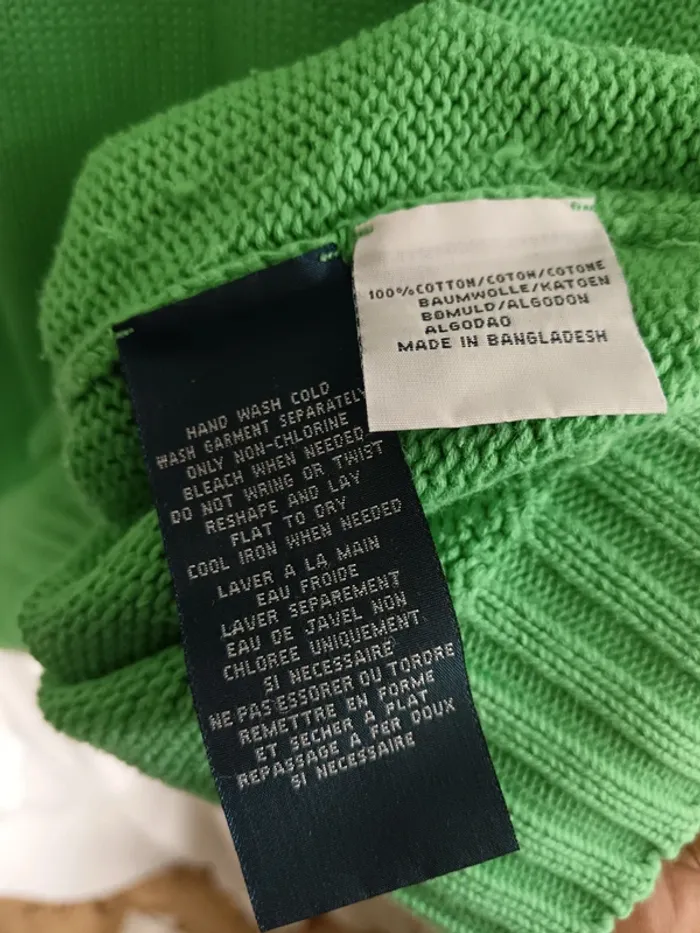 100%COTTON/COTON/COTONE
BAUMWOLLE/KATOEN
BOMULD/ALGODON
ALGODAO
MADE IN BANGLADESH
HAND WASH COLD
WASH GARMENT SEPARATELY
ONLY NON-CHLORINE
BLEACH WHEN NEEDED
DO NOT WRING OR TWIST
RESHAPE AND LAY
FLAT TO DRY
COOL IRON WHEN NEEDED
LAVER A LA MAIN
EAU FROIDE
LAVER SEPAREMENT
EAU DE JAVEL NON
CHLOREE UNIQUEMENT
SI NECESSAIRE
NE PAS ESSORER OU TORDRE
REMETTRE EN FORME
ET SECHER A PLAT
REPASSAGE A FER DOUX
SI NECESSAIRE